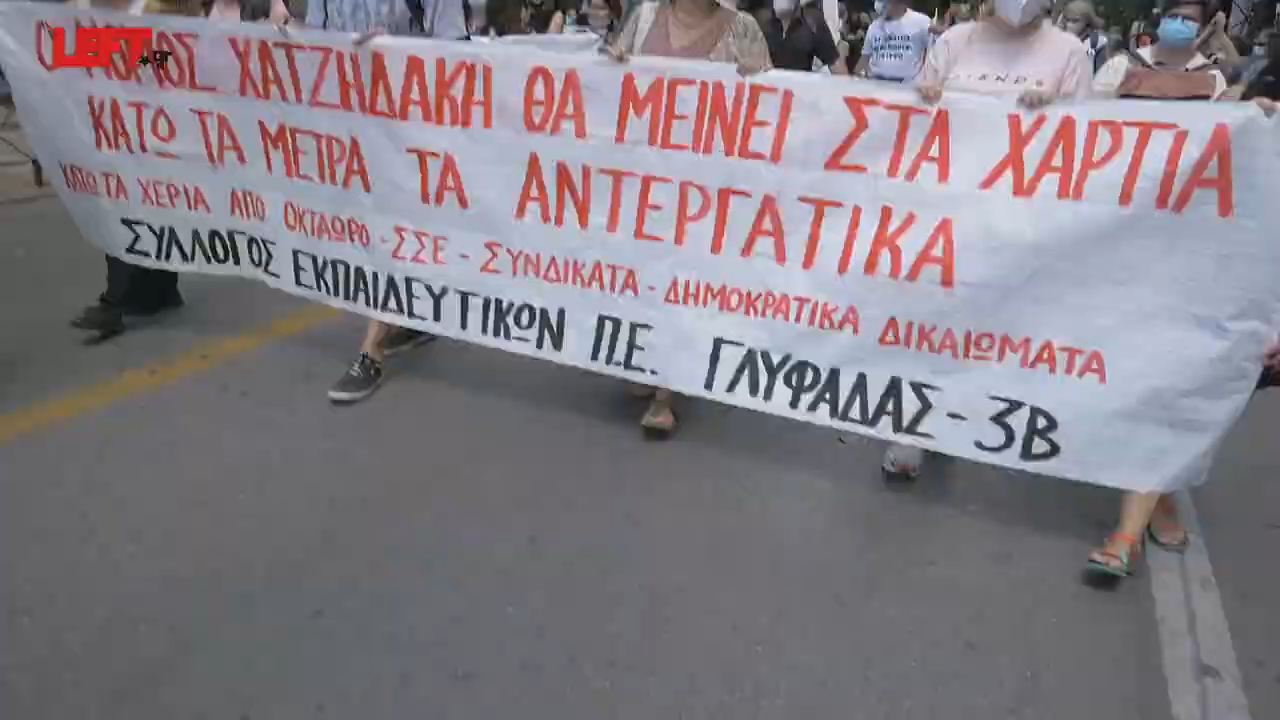 LEFT.gr
Ο ΝΟΜΟΣ ΧΑΤΖΗΔΑΚΗ ΘΑ ΜΕΙΝΕΙ ΣΤΑ ΧΑΡΤΙΑ
ΚΑΤΩ ΤΑ ΜΕΤΡΑ ΤΑ ΑΝΤΕΡΓΑΤΙΚΑ
ΚΑΤΩ ΤΑ ΧΕΡΙΑ ΑΠΟ ΟΚΤΑΩΡΟ - ΣΣΕ - ΣΥΝΔΙΚΑΤΑ - ΔΗΜΟΚΡΑΤΙΚΑ ΔΙΚΑΙΩΜΑΤΑ
ΣΥΛΛΟΓΟΣ ΕΚΠΑΙΔΕΥΤΙΚΩΝ Π.Ε. ΓΛΥΦΑΔΑΣ - 3Β